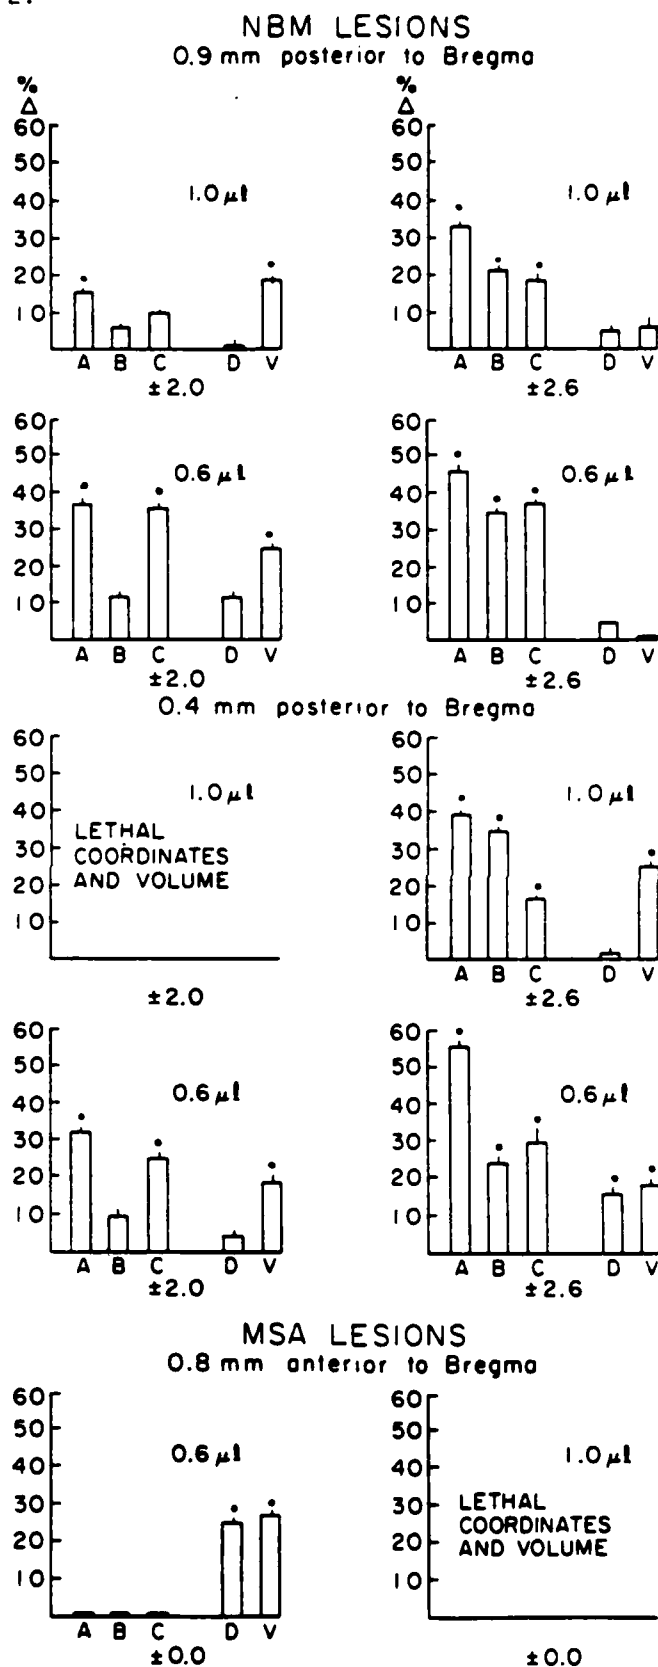 NBM LESIONS
0.9 mm posterior to Bregma
% %
Δ Δ
60 60
50 50
40 1.0 μl 40 1.0 μl
30 30
20 20
10 10
A B C D V A B C D V
±2.0 ±2.6
60 60
50 0.6 μl 50 0.6 μl
40 40
30 30
20 20
10 10
A B C D V A B C D V
±2.0 ±2.6
0.4 mm posterior to Bregma
60 60
50 1.0 μl 50 1.0 μl
40 40
LETHAL
30 30
COORDINATES
20 AND VOLUME 20
10 10
A B C D V
±2.0 ±2.6
60 60
50 50
40 0.6 μl 40 0.6 μl
30 30
20 20
10 10
A B C D V A B C D V
±2.0 ±2.6
MSA LESIONS
0.8 mm anterior to Bregma
60 60
50 0.6 μl 50 1.0 μl
40 40
30 30 LETHAL
20 COORDINATES
20 AND VOLUME
10 10
A B C D V
±0.0 ±0.0